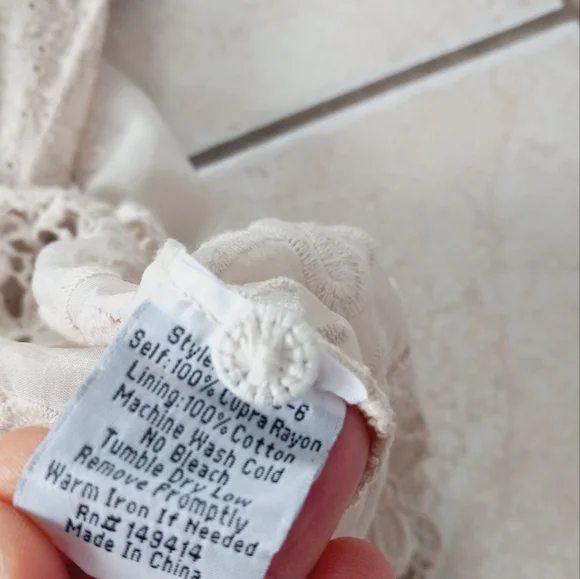 Style -6
Self:100% Cupra Rayon
Lining:100% Cotton
Machine Wash Cold
No Bleach
Tumble Dry Low
Remove Promptly
Warm Iron If Needed
Rn# 149414
Made In China